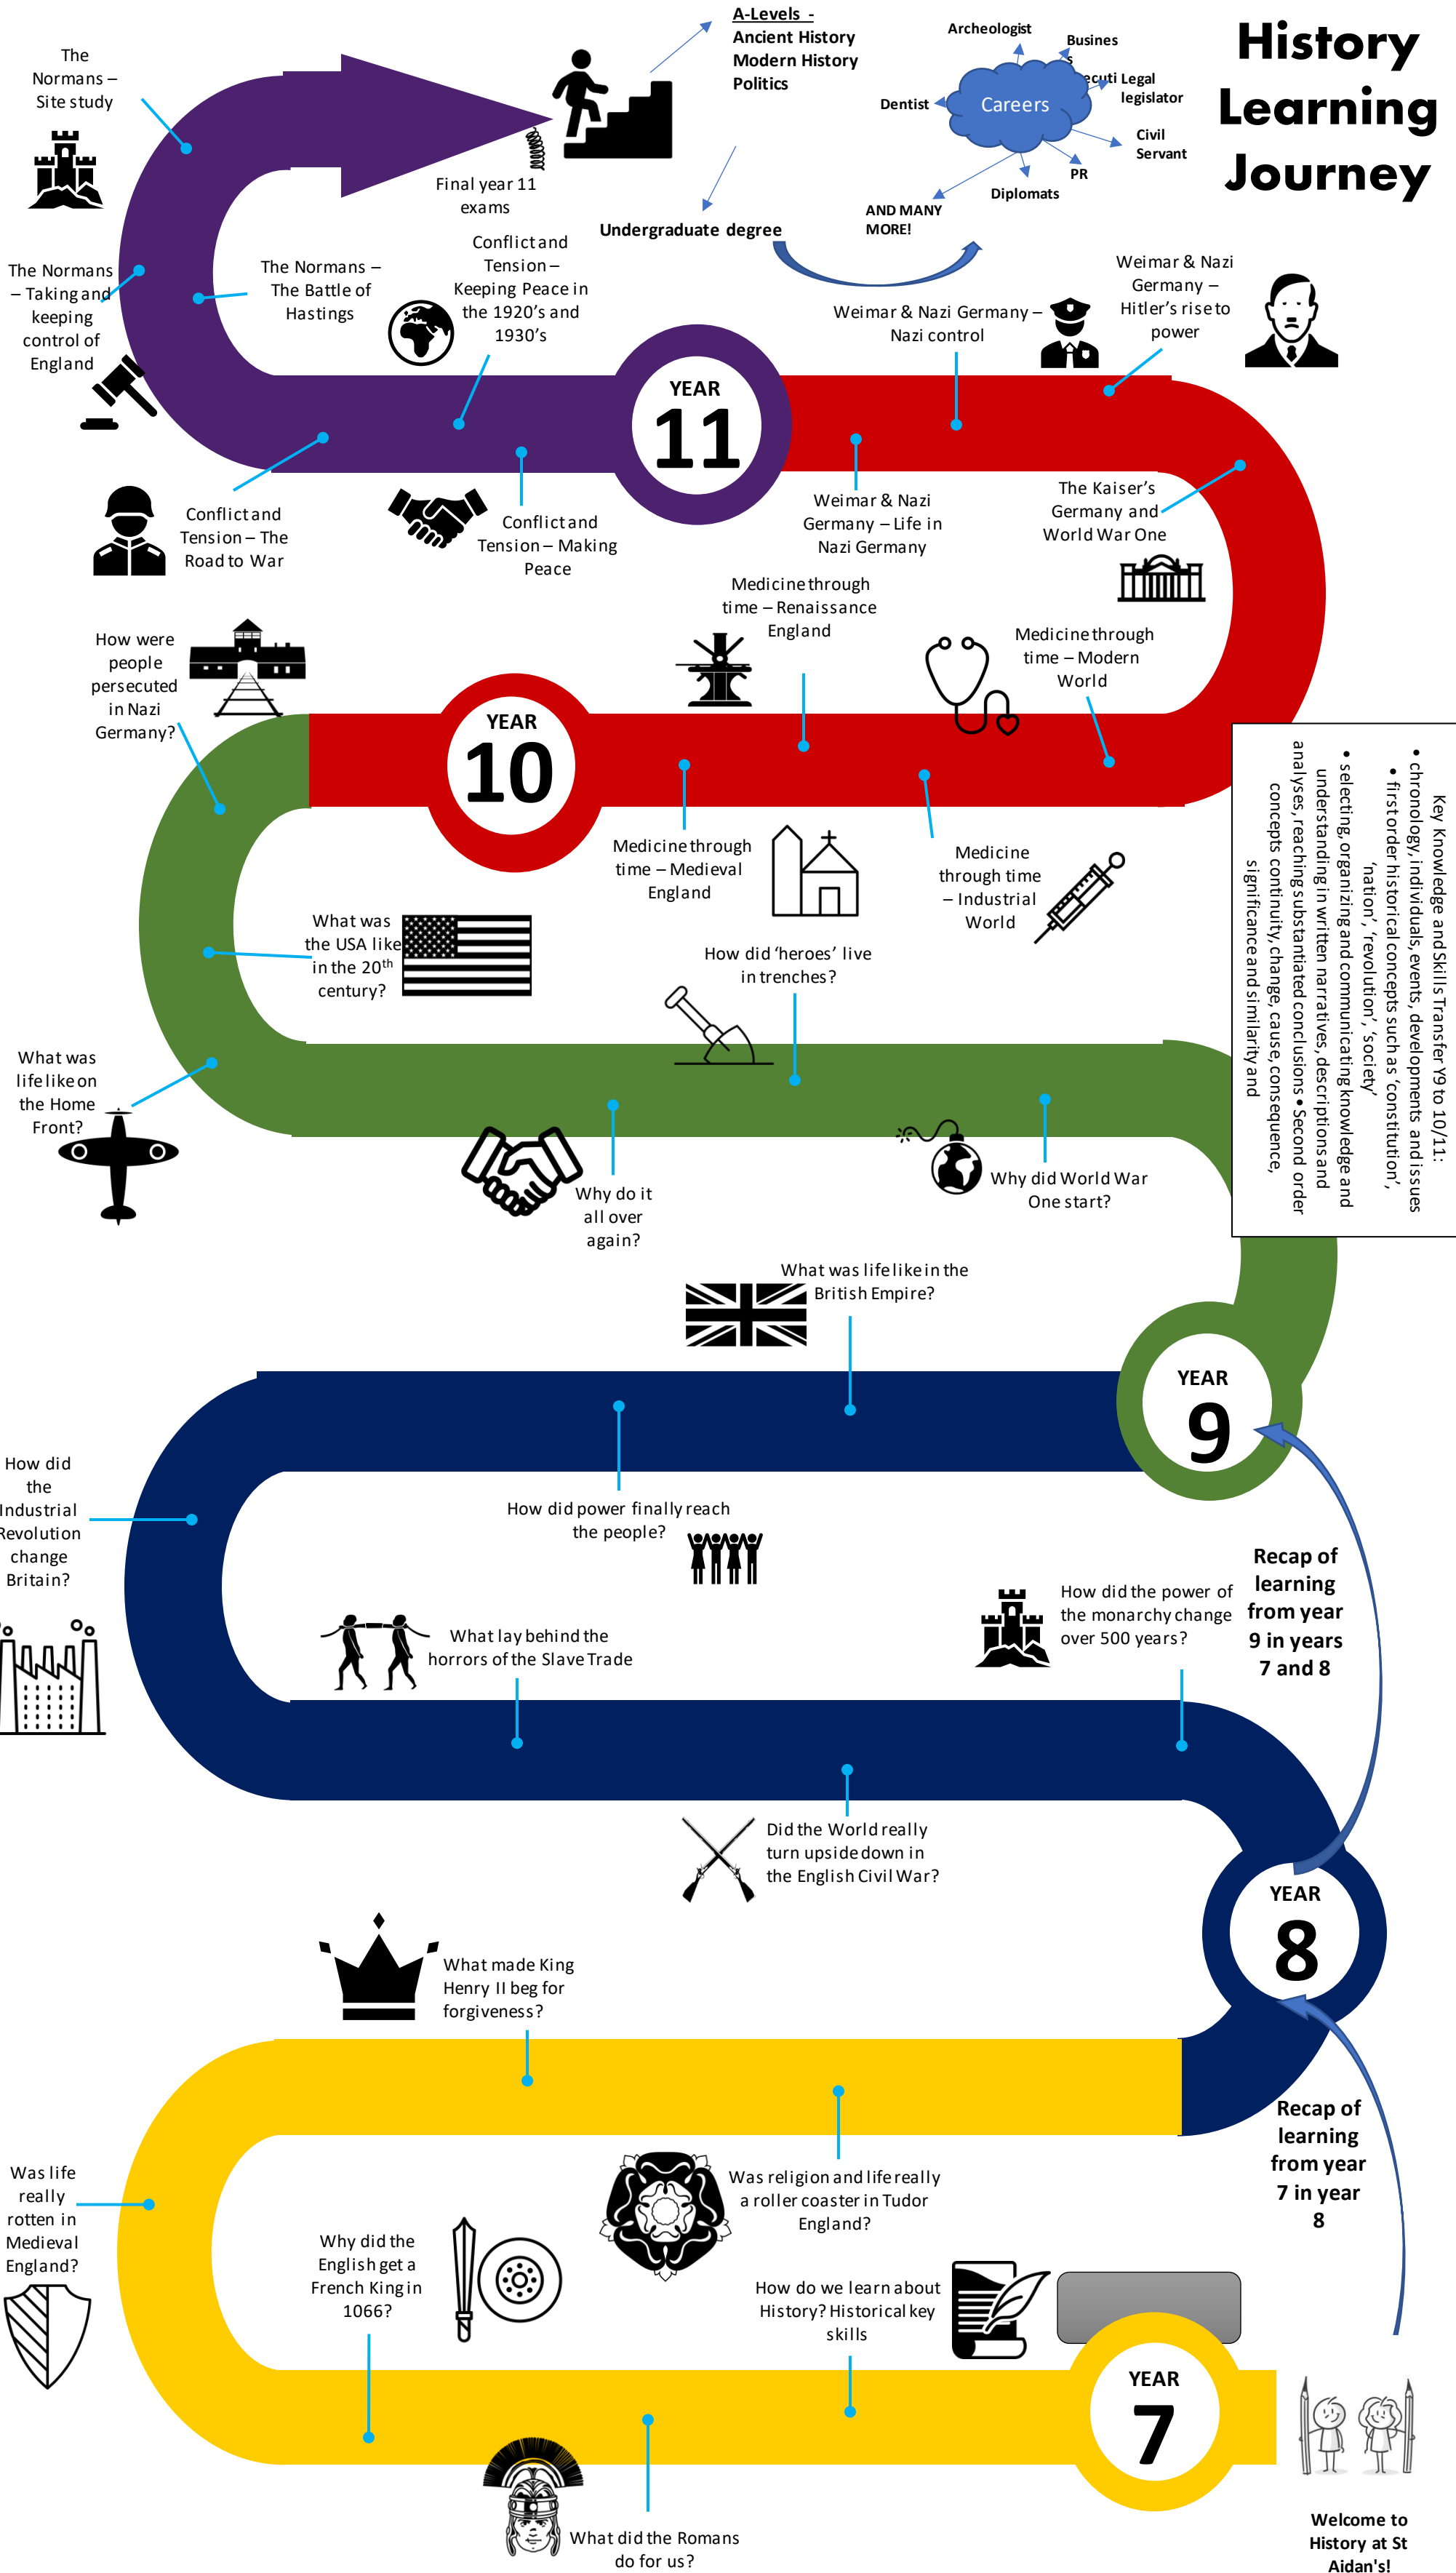 History
Learning
Journey
A-Levels -
Ancient History
Modern History
Politics
Archeologist
Busines
s
ecuti
Legal
legislator
Dentist
Careers
Civil
Servant
PR
Diplomats
AND MANY
MORE!
Undergraduate degree
The
Normans –
Site study
Final year 11
exams
The Normans
– Taking and
keeping
control of
England
The Normans –
The Battle of
Hastings
Conflict and
Tension –
Keeping Peace in
the 1920's and
1930's
Weimar & Nazi Germany –
Nazi control
Weimar & Nazi
Germany –
Hitler's rise to
power
YEAR
11
Conflict and
Tension – The
Road to War
Conflict and
Tension – Making
Peace
Weimar & Nazi
Germany – Life in
Nazi Germany
The Kaiser's
Germany and
World War One
Medicine through
time – Renaissance
England
Medicine through
time – Modern
World
How were
people
persecuted
in Nazi
Germany?
YEAR
10
Medicine through
time – Medieval
England
Medicine
through time
– Industrial
World
Key Knowledge and Skills Transfer Y9 to 10/11:
• chronology, individuals, events, developments and issues
• first order historical concepts such as ‘constitution’,
‘nation’, ‘revolution’, ‘society’
• selecting, organizing and communicating knowledge and
understanding in written narratives, descriptions and
analyses, reaching substantiated conclusions • Second order
concepts continuity, change, cause, consequence,
significance and similarity and
What was
the USA like
in the 20th
century?
How did ‘heroes’ live
in trenches?
What was
life like on
the Home
Front?
Why do it
all over
again?
Why did World War
One start?
What was life like in the
British Empire?
YEAR
9
How did
the
Industrial
Revolution
change
Britain?
How did power finally reach
the people?
Recap of
learning
from year
9 in years
7 and 8
What lay behind the
horrors of the Slave Trade
How did the power of
the monarchy change
over 500 years?
Did the World really
turn upside down in
the English Civil War?
YEAR
8
What made King
Henry II beg for
forgiveness?
Recap of
learning
from year
7 in year
8
Was life
really
rotten in
Medieval
England?
Was religion and life really
a roller coaster in Tudor
England?
Why did the
English get a
French King in
1066?
How do we learn about
History? Historical key
skills
YEAR
7
What did the Romans
do for us?
Welcome to
History at St
Aidan's!